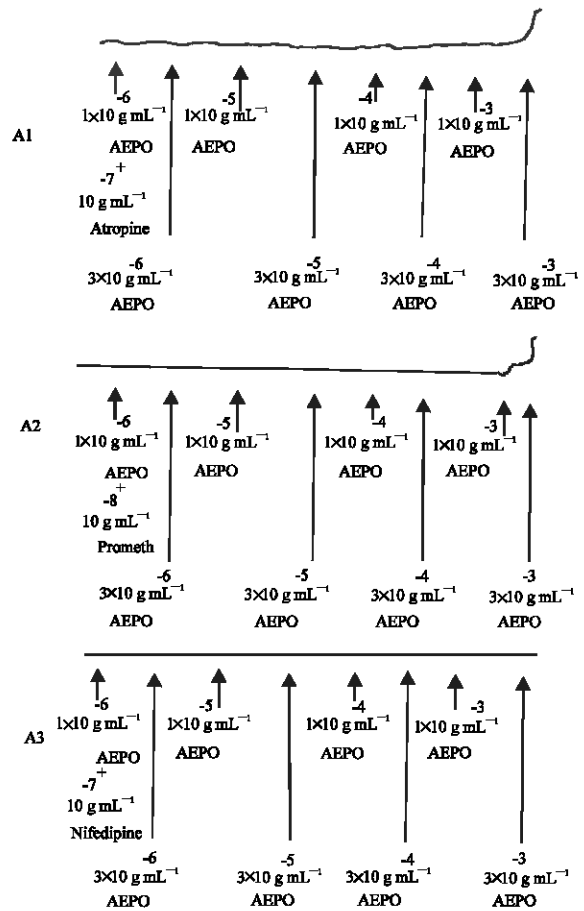 -6 -5 -4 -3
1×10 g mL⁻¹ 1×10 g mL⁻¹ 1×10 g mL⁻¹ 1×10 g mL⁻¹
A1
AEPO AEPO AEPO AEPO
-7 +
10 g mL⁻¹
Atropine
-6 -5 -4 -3
3×10 g mL⁻¹ 3×10 g mL⁻¹ 3×10 g mL⁻¹ 3×10 g mL⁻¹
AEPO AEPO AEPO AEPO
A2
-6 -5 -4 -3
1×10 g mL⁻¹ 1×10 g mL⁻¹ 1×10 g mL⁻¹ 1×10 g mL⁻¹
AEPO AEPO AEPO AEPO
-8 +
10 g mL⁻¹
Prometh
-6 -5 -4 -3
3×10 g mL⁻¹ 3×10 g mL⁻¹ 3×10 g mL⁻¹ 3×10 g mL⁻¹
AEPO AEPO AEPO AEPO
-6 -5 -4 -3
1×10 g mL⁻¹ 1×10 g mL⁻¹ 1×10 g mL⁻¹ 1×10 g mL⁻¹
A3
AEPO AEPO AEPO AEPO
-7 +
10 g mL⁻¹
Nifedipine
-6 -5 -4 -3
3×10 g mL⁻¹ 3×10 g mL⁻¹ 3×10 g mL⁻¹ 3×10 g mL⁻¹
AEPO AEPO AEPO AEPO